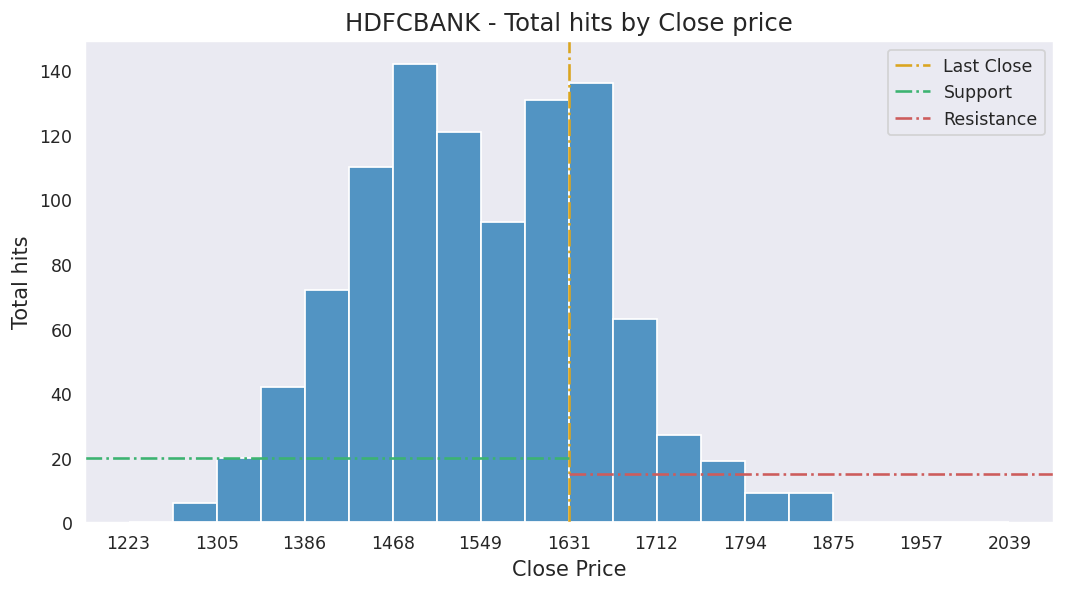 HDFCBANK - Total hits by Close price
Last Close
Support
Resistance
Total hits
140
120
100
80
60
40
20
0
1223 1305 1386 1468 1549 1631 1712 1794 1875 1957 2039
Close Price